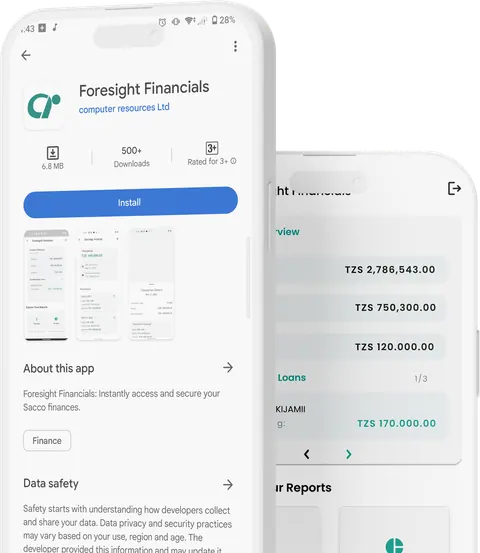 :43
28%
Foresight Financials
computer resources Ltd
6.8 MB
500+
Downloads
3+
Rated for 3+
Install
About this app
Foresight Financials: Instantly access and secure your
Sacco finances.
Finance
Data safety
Safety starts with understanding how developers collect
and share your data. Data privacy and security practices
may vary based on your use, region and age. The
developer provided this information and may update it
ht Financials
rview
TZS 2,786,543.00
TZS 750,300.00
TZS 120.000.00
Loans
1/3
KIJAMII
g:
TZS 170.000.00
ur Reports